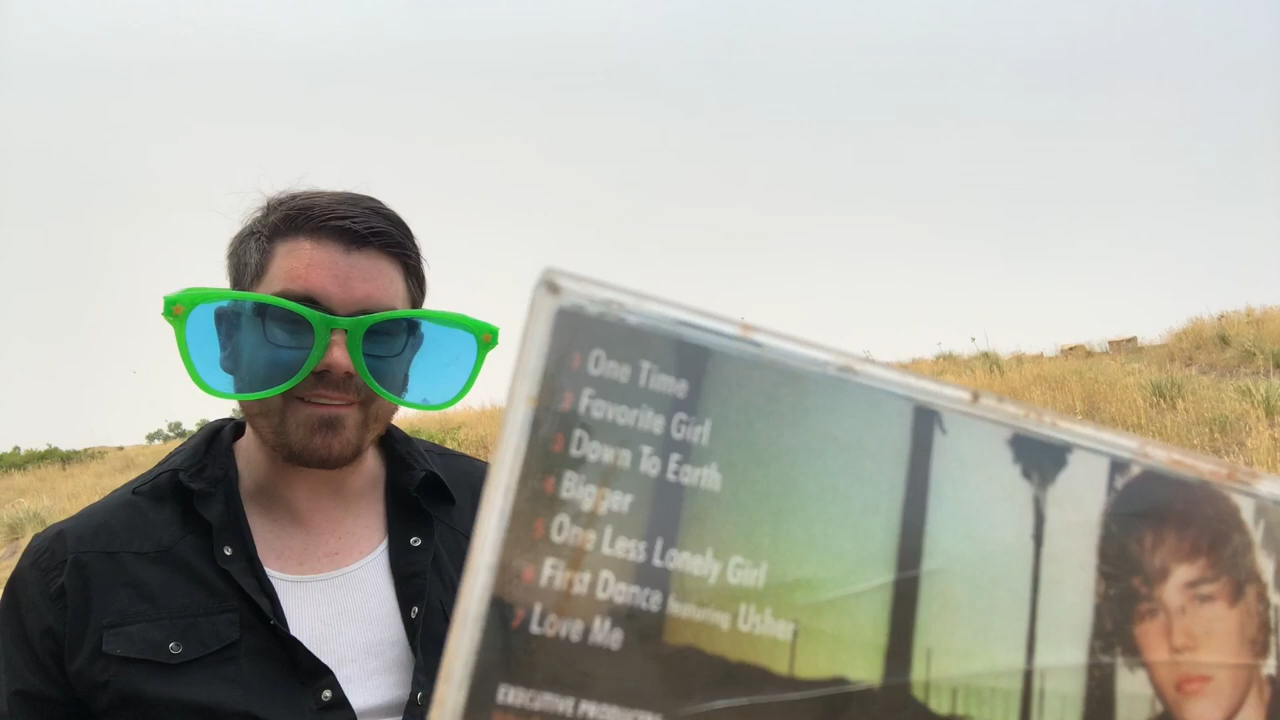 1 One Time
2 Favorite Girl
3 Down To Earth
4 Bigger
5 One Less Lonely Girl
6 First Dance featuring Usher
7 Love Me
EXECUTIVE PRODUCERS